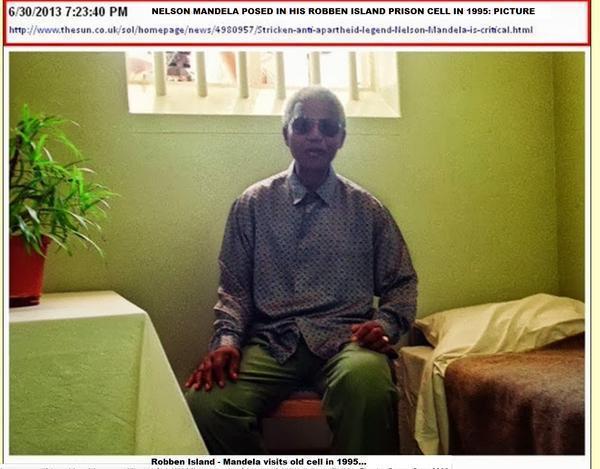 6/30/2013 7:23:40 PM NELSON MANDELA POSED IN HIS ROBBEN ISLAND PRISON CELL IN 1995: PICTURE
http://www.thesun.co.uk/sol/homepage/news/4980957/Stricken-anti-apartheid-legend-Nelson-Mandela-is-critical.html
Robben Island - Mandela visits old cell in 1995...